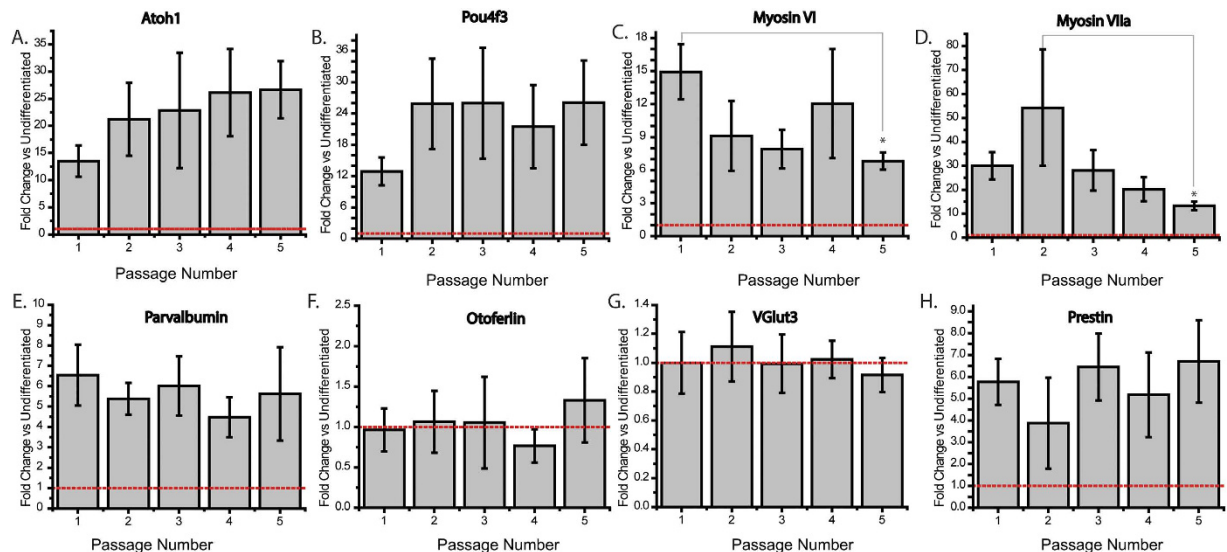 A.
Atoh1
Fold Change vs Undifferentiated
35
30
25
20
15
10
5
0
1 2 3 4 5
Passage Number
B.
Pou4f3
Fold Change vs Undifferentiated
36
32
28
24
20
16
12
8
4
0
1 2 3 4 5
Passage Number
C.
Myosin VI
Fold Change vs Undifferentiated
18
15
12
9
6
3
0
*
1 2 3 4 5
Passage Number
D.
Myosin VIIa
Fold Change vs Undifferentiated
80
70
60
50
40
30
20
10
0
*
1 2 3 4 5
Passage Number
E.
Parvalbumin
Fold Change vs Undifferentiated
10
9
8
7
6
5
4
3
2
1
0
1 2 3 4 5
Passage Number
F.
Otoferlin
Fold Change vs Undifferentiated
2.5
2.0
1.5
1.0
0.5
0.0
1 2 3 4 5
Passage Number
G.
VGlut3
Fold Change vs Undifferentiated
1.4
1.2
1.0
0.8
0.6
0.4
0.2
0.0
1 2 3 4 5
Passage Number
H.
Prestin
Fold Change vs Undifferentiated
9.0
8.0
7.0
6.0
5.0
4.0
3.0
2.0
1.0
0.0
1 2 3 4 5
Passage Number